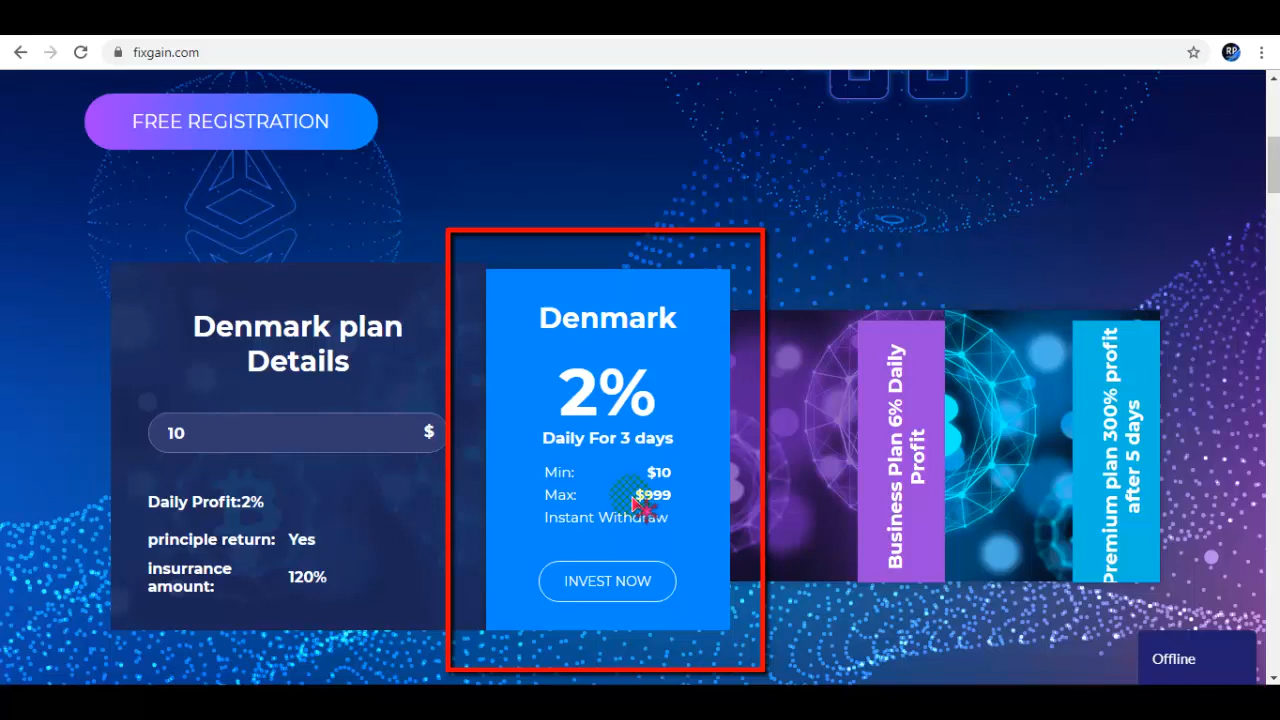 fixgain.com
RP
FREE REGISTRATION
Denmark plan
Details
10 $
Daily Profit:2%
principle return: Yes
insurrance
amount: 120%
Denmark
2%
Daily For 3 days
Min: $10
Max: $999
Instant Withdraw
INVEST NOW
Business Plan 6% Daily
Profit
Premium plan 300% profit
after 5 days
Offline